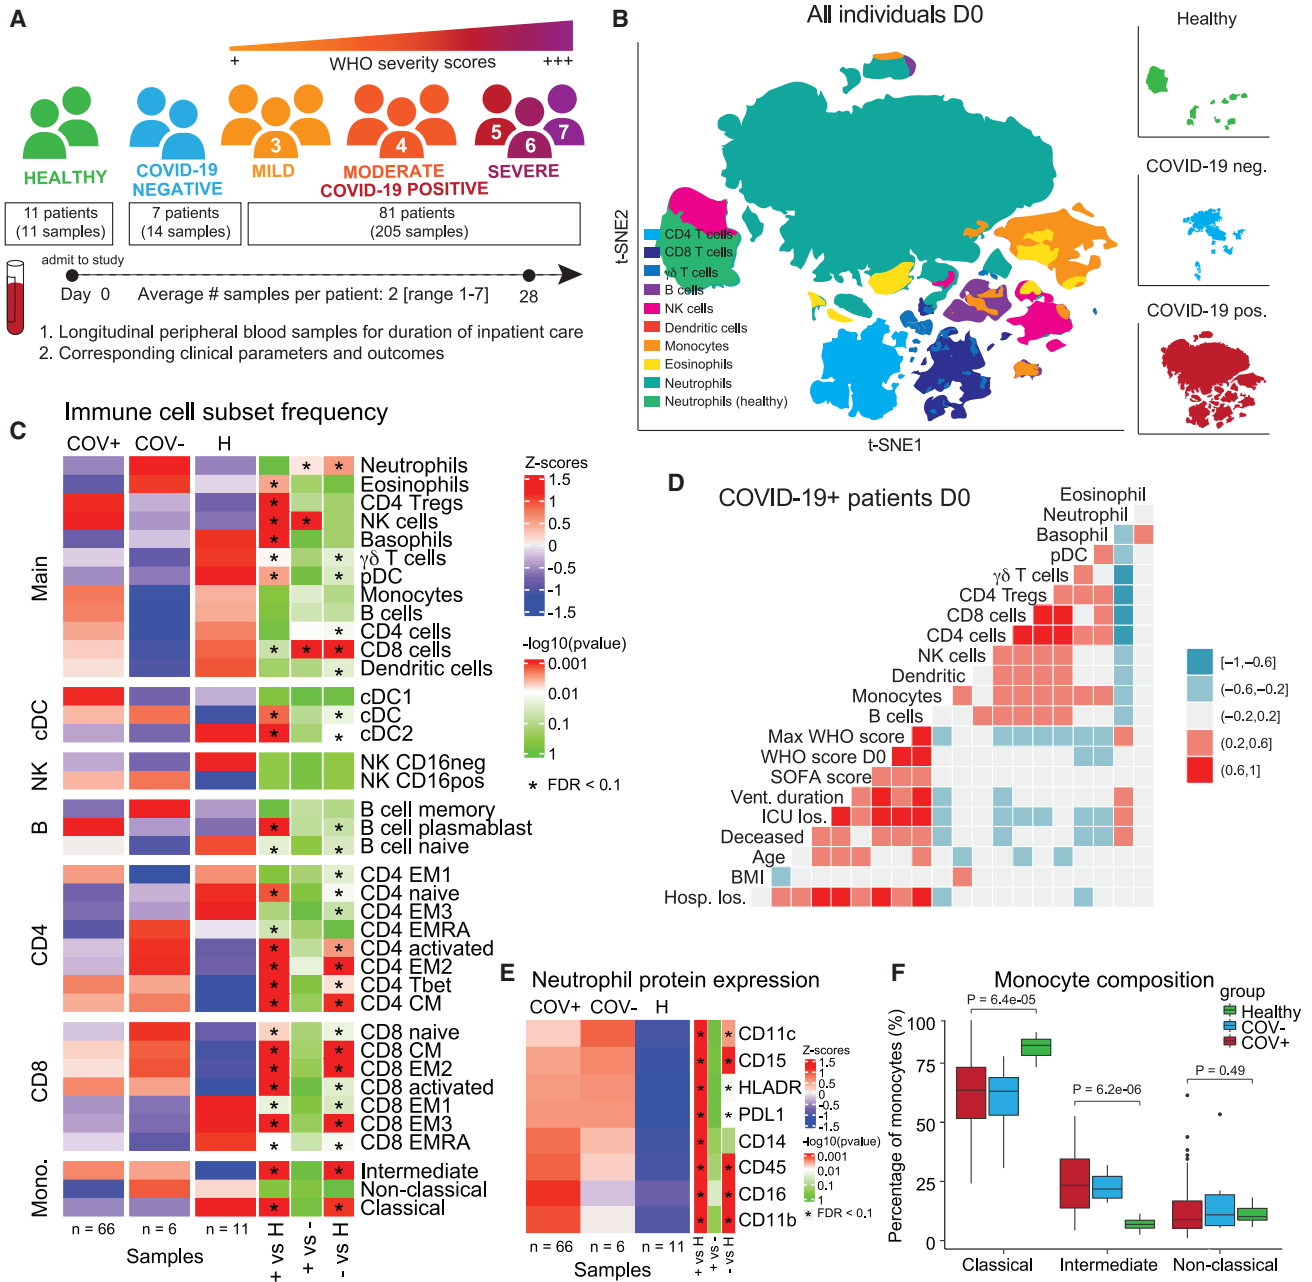 A
WHO severity scores
+
+++
3
4
5
6
7
HEALTHY
COVID-19
NEGATIVE
MILD
MODERATE
SEVERE
COVID-19 POSITIVE
11 patients
(11 samples)
7 patients
(14 samples)
81 patients
(205 samples)
admit to study
Day 0
Average # samples per patient: 2 [range 1-7]
28
1. Longitudinal peripheral blood samples for duration of inpatient care
2. Corresponding clinical parameters and outcomes
B
All individuals D0
t-SNE2
t-SNE1
CD4 T cells
CD8 T cells
γδ T cells
B cells
NK cells
Dendritic cells
Monocytes
Eosinophils
Neutrophils
Neutrophils (healthy)
Healthy
COVID-19 neg.
COVID-19 pos.
C
Immune cell subset frequency
COV+
COV-
H
Main
Neutrophils
Eosinophils
CD4 Tregs
NK cells
Basophils
γδ T cells
pDC
Monocytes
B cells
CD4 cells
CD8 cells
Dendritic cells
cDC
cDC1
cDC
cDC2
NK
NK CD16neg
NK CD16pos
B
B cell memory
B cell plasmablast
B cell naive
CD4
CD4 EM1
CD4 naive
CD4 EM3
CD4 EMRA
CD4 activated
CD4 EM2
CD4 Tbet
CD4 CM
CD8
CD8 naive
CD8 CM
CD8 EM2
CD8 activated
CD8 EM1
CD8 EM3
CD8 EMRA
Mono.
Intermediate
Non-classical
Classical
n = 66
n = 6
n = 11
Samples
+ vs H
+ vs -
- vs H
Z-scores
1.5
1
0.5
0
-0.5
-1
-1.5
-log10(pvalue)
0.001
0.01
0.1
1
* FDR < 0.1
D
COVID-19+ patients D0
Eosinophil
Neutrophil
Basophil
pDC
γδ T cells
CD4 Tregs
CD8 cells
CD4 cells
NK cells
Dendritic
Monocytes
B cells
Max WHO score
WHO score D0
SOFA score
Vent. duration
ICU los.
Deceased
Age
BMI
Hosp. los.
[−1,−0.6]
(−0.6,−0.2]
(−0.2,0.2]
(0.2,0.6]
(0.6,1]
E
Neutrophil protein expression
COV+
COV-
H
CD11c
CD15
HLADR
PDL1
CD14
CD45
CD16
CD11b
n = 66
n = 6
n = 11
Samples
+ vs H
+ vs -
- vs H
Z-scores
1.5
1
0.5
0
-0.5
-1
-1.5
-log10(pvalue)
0.001
0.01
0.1
1
* FDR < 0.1
F
Monocyte composition
group
Healthy
COV-
COV+
P = 6.4e-05
P = 6.2e-06
P = 0.49
Percentage of monocytes (%)
100
75
50
25
0
Classical
Intermediate
Non-classical